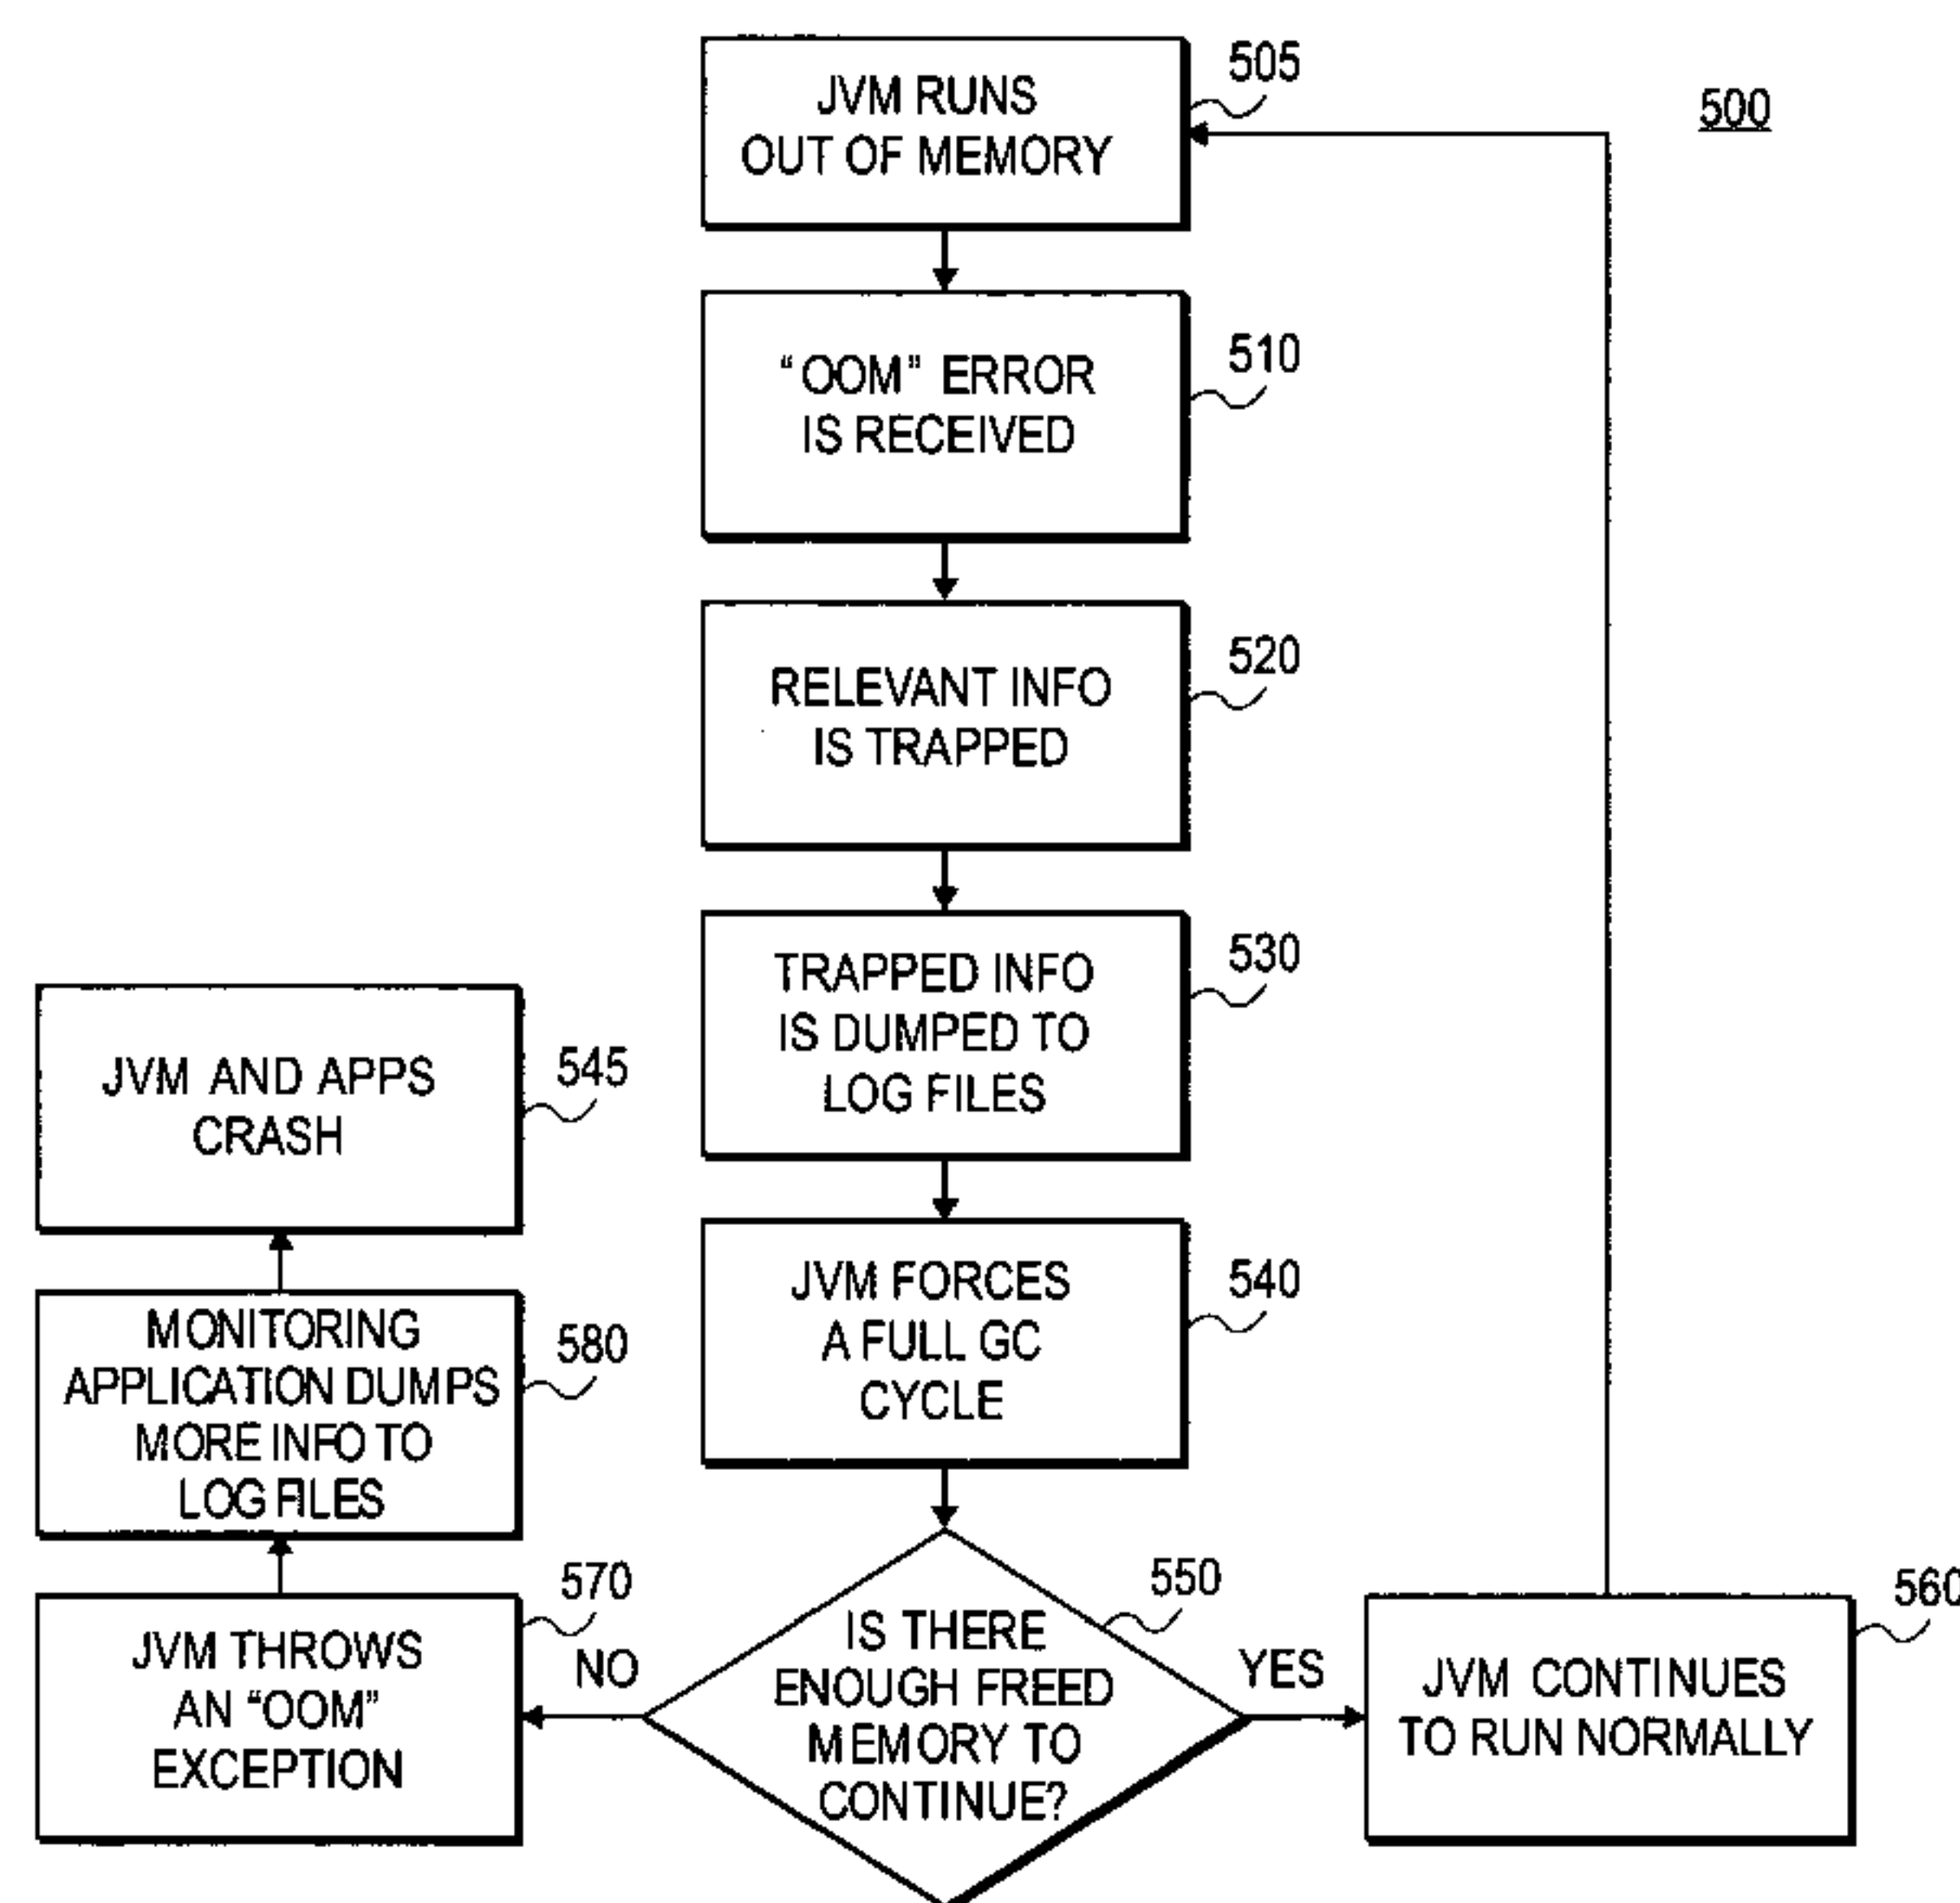 500
JVM RUNS
OUT OF MEMORY
505
“OOM” ERROR
IS RECEIVED
510
RELEVANT INFO
IS TRAPPED
520
TRAPPED INFO
IS DUMPED TO
LOG FILES
530
JVM FORCES
A FULL GC
CYCLE
540
IS THERE
ENOUGH FREED
MEMORY TO
CONTINUE?
550
YES
JVM CONTINUES
TO RUN NORMALLY
560
NO
JVM THROWS
AN “OOM”
EXCEPTION
570
MONITORING
APPLICATION DUMPS
MORE INFO TO
LOG FILES
580
JVM AND APPS
CRASH
545